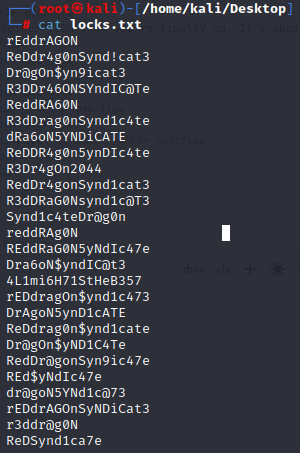 ┌──(root㉿kali)-[/home/kali/Desktop]
└─# cat locks.txt
rEddrAGON
ReDdr4g0nSynd!cat3
Dr@gOn$yn9icat3
R3DDr46ONSYndIC@Te
ReddRA60N
R3dDrag0nSynd1c4te
dRa6oN5YNDiCATE
ReDDR4g0n5ynDIc4te
R3Dr4gOn2044
RedDr4gonSynd1cat3
R3dDRaG0Nsynd1c@T3
Synd1c4teDr@g0n
reddRAg0N
REddRaG0N5yNdIc47e
Dra6oN$yndIC@t3
4L1mi6H71StHeB357
rEDdragOn$ynd1c473
DrAgoN5ynD1cATE
ReDdrag0n$ynd1cate
Dr@gOn$yND1C4Te
RedDr@gonSyn9ic47e
REd$yNdIc47e
dr@goN5YNd1c@73
rEDdrAGOnSyNDiCat3
r3ddr@g0N
ReDSynd1ca7e